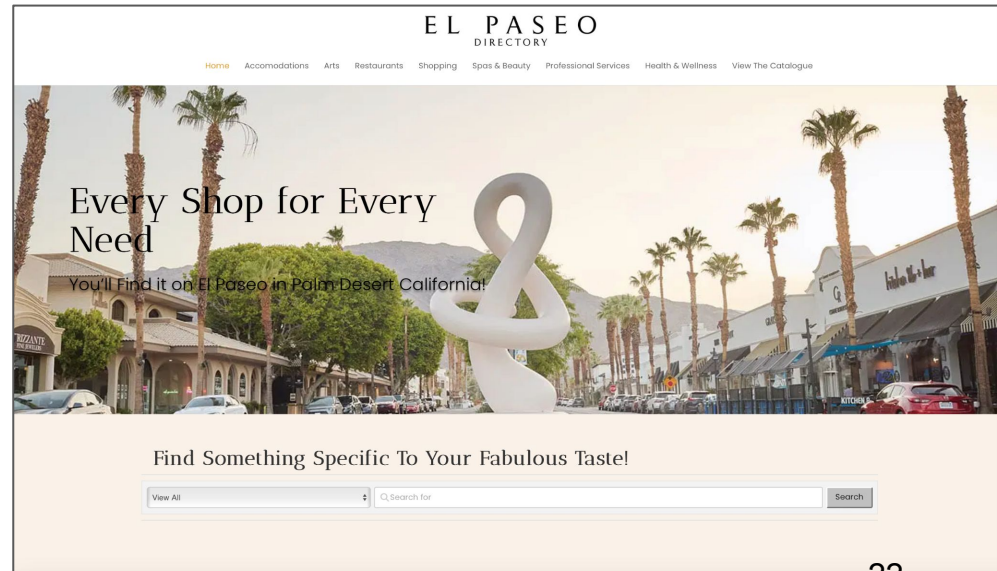 EL PASEO
DIRECTORY
Home Accomodations Arts Restaurants Shopping Spas & Beauty Professional Services Health & Wellness View The Catalogue
Every Shop for Every
Need
You'll Find it on El Paseo in Palm Desert California!
RIZZANTE
KITCHEN
Find Something Specific To Your Fabulous Taste!
View All
Search for
Search